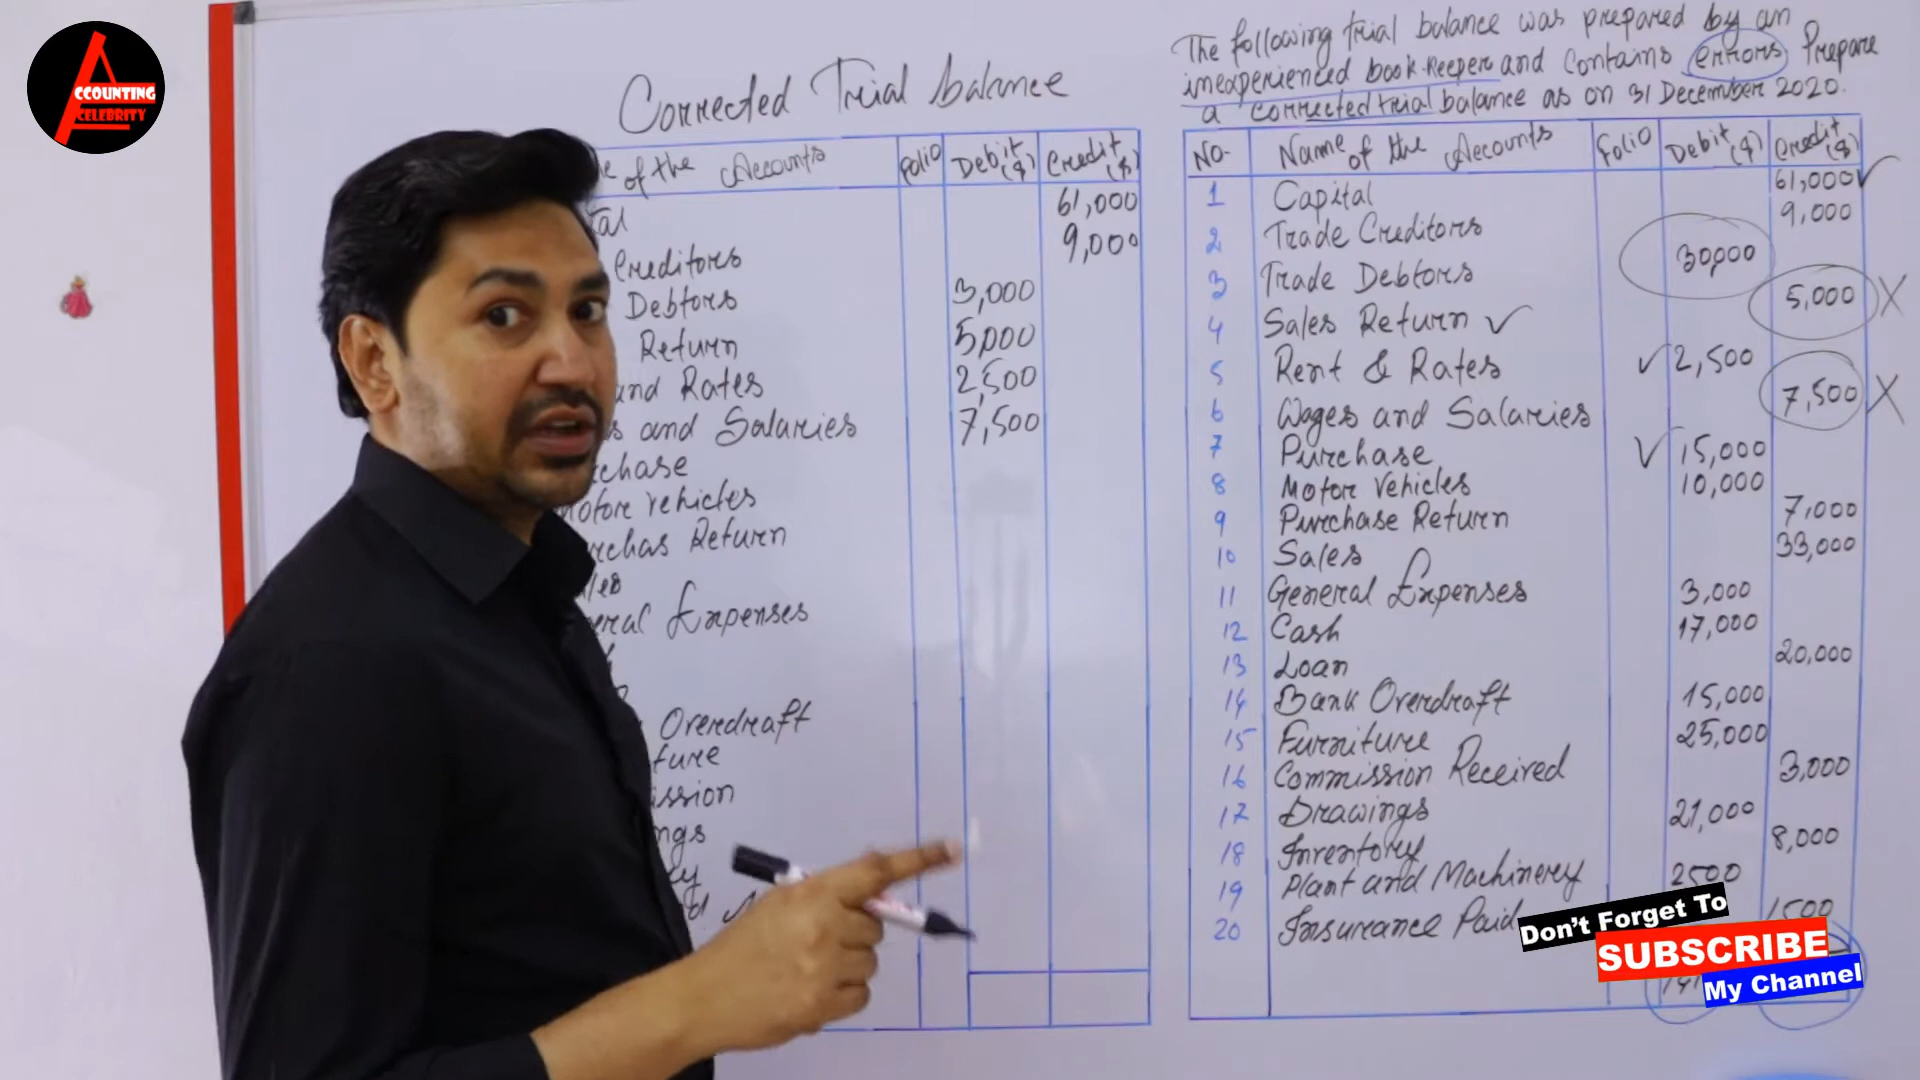 ACCOUNTING
CELEBRITY
Corrected Trial balance
of the Accounts Folio Debit ($) Credit ($)
61,000
Creditors 9,000
Debtors 3,000
Return 5,000
and Rates 2,500
and Salaries 7,500
Motor vehicles
Return
Expenses
Overdraft
The following trial balance was prepared by an
inexperienced book-keeper and contains errors. Prepare
a corrected trial balance as on 31 December 2020.
No. Name of the Accounts Folio Debit ($) Credit ($)
1 Capital 61,000
2 Trade Creditors 9,000
3 Trade Debtors 30,000
4 Sales Return 5,000
5 Rent & Rates 2,500
6 Wages and Salaries 7,500
7 Purchase 15,000
8 Motor Vehicles 10,000
9 Purchase Return 7,000
10 Sales 33,000
11 General Expenses 3,000
12 Cash 17,000
13 Loan 20,000
14 Bank Overdraft 15,000
15 Furniture 25,000
16 Commission Received 3,000
17 Drawings 21,000
18 Inventory 8,000
19 Plant and Machinery 2500
20 Insurance Paid 1500
Don't Forget To
SUBSCRIBE
My Channel